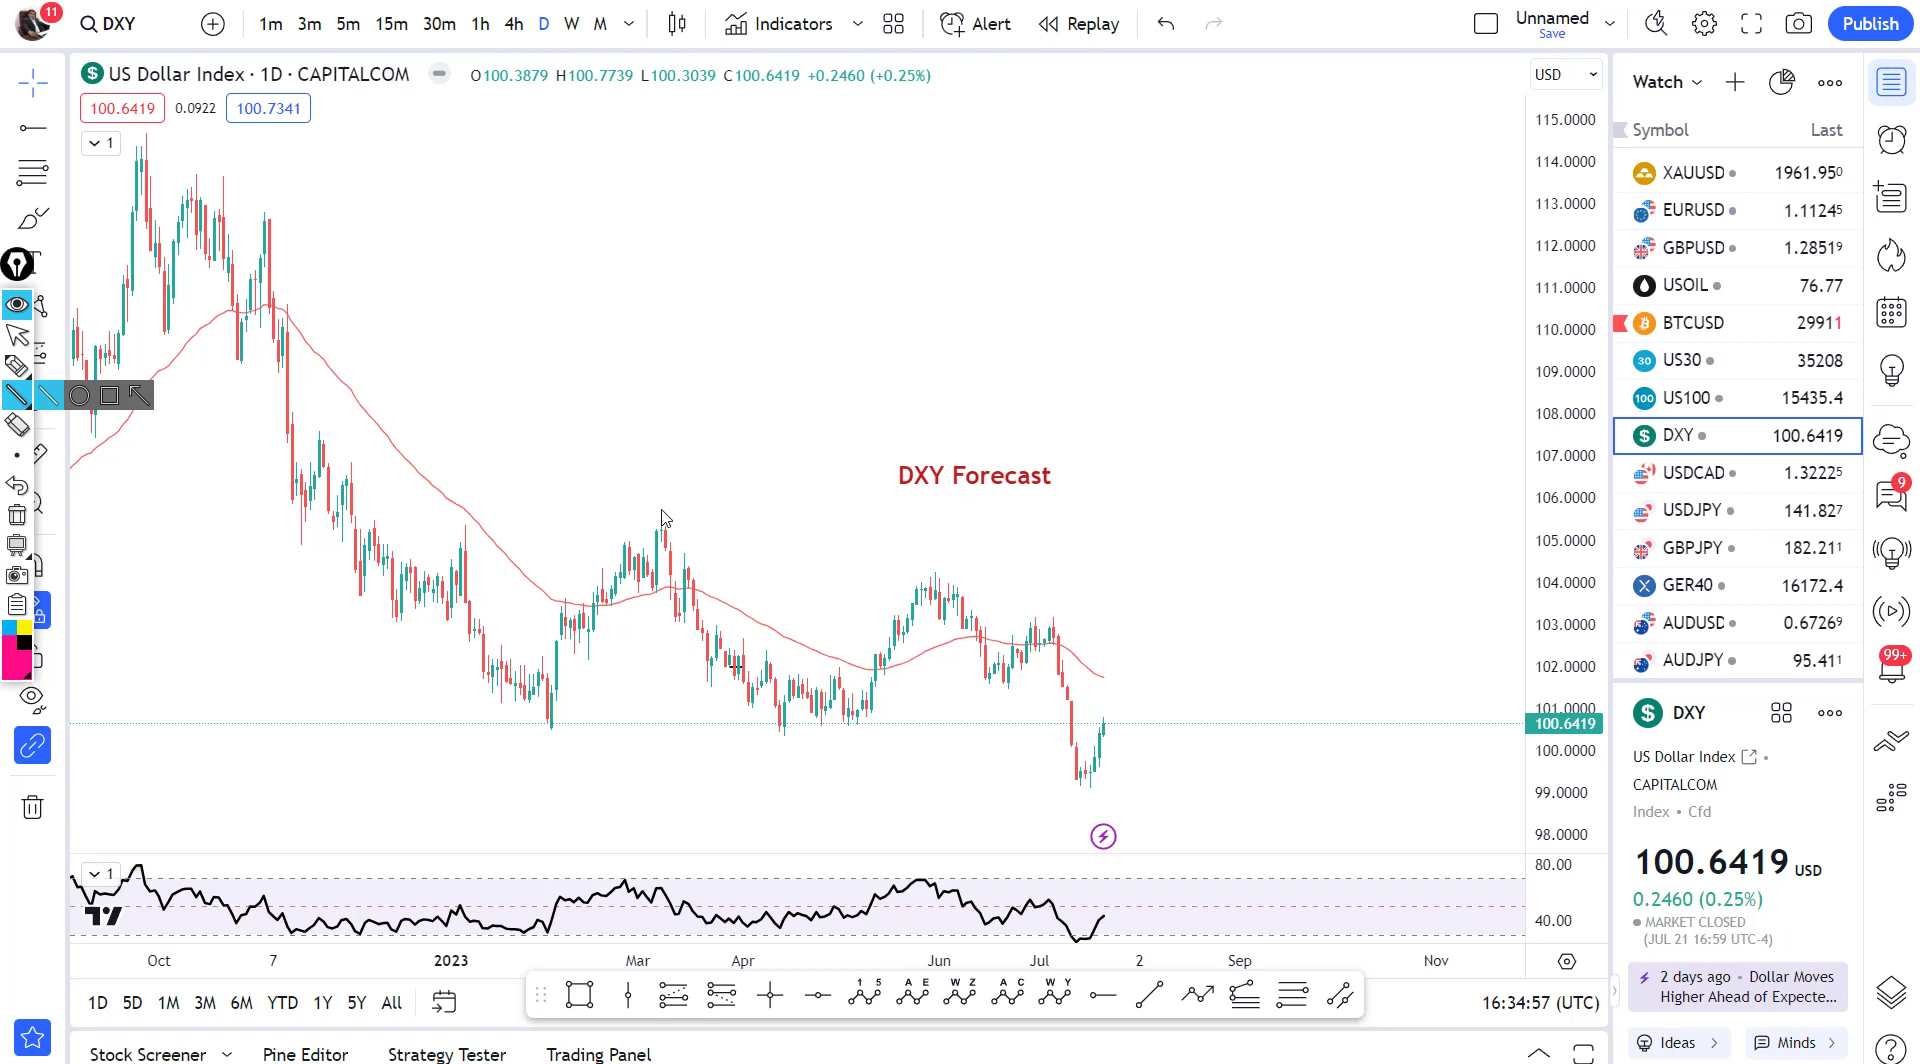 11
DXY
1m 3m 5m 15m 30m 1h 4h D W M
Indicators
Alert
Replay
Unnamed
Save
Publish
$ US Dollar Index · 1D · CAPITALCOM
O100.3879 H100.7739 L100.3039 C100.6419 +0.2460 (+0.25%)
100.6419 0.0922 100.7341
1
USD
115.0000
114.0000
113.0000
112.0000
111.0000
110.0000
109.0000
108.0000
107.0000
106.0000
105.0000
104.0000
103.0000
102.0000
101.0000
100.6419
100.0000
99.0000
98.0000
DXY Forecast
1
80.00
40.00
Oct 7 2023 Mar Apr Jun Jul 2 Sep Nov
1D 5D 1M 3M 6M YTD 1Y 5Y All
1 5 A E W Z A C W Y
16:34:57 (UTC)
Stock Screener Pine Editor Strategy Tester Trading Panel
Watch
Symbol Last
XAUUSD 1961.950
EURUSD 1.11245
GBPUSD 1.28519
USOIL 76.77
BTCUSD 29911
30 US30 35208
100 US100 15435.4
$ DXY 100.6419
USDCAD 1.32225
USDJPY 141.827
GBPJPY 182.211
GER40 16172.4
AUDUSD 0.67269
AUDJPY 95.411
$ DXY
US Dollar Index
CAPITALCOM
Index • Cfd
100.6419 USD
0.2460 (0.25%)
MARKET CLOSED
(JUL 21 16:59 UTC-4)
2 days ago • Dollar Moves
Higher Ahead of Expecte...
Ideas Minds
9
99+